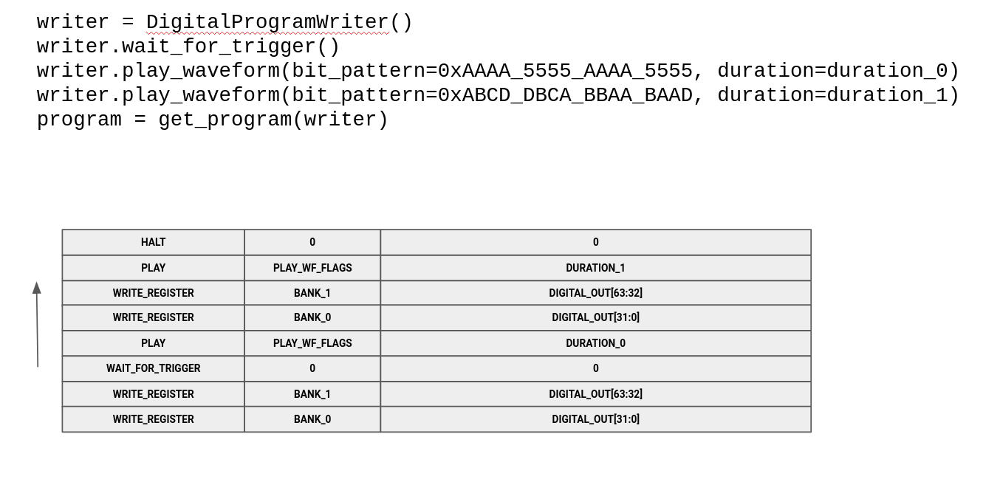 writer = DigitalProgramWriter()
writer.wait_for_trigger()
writer.play_waveform(bit_pattern=0xAAAA_5555_AAAA_5555, duration=duration_0)
writer.play_waveform(bit_pattern=0xABCD_DBCA_BBAA_BAAD, duration=duration_1)
program = get_program(writer)
HALT 0 0
PLAY PLAY_WF_FLAGS DURATION_1
WRITE_REGISTER BANK_1 DIGITAL_OUT[63:32]
WRITE_REGISTER BANK_0 DIGITAL_OUT[31:0]
PLAY PLAY_WF_FLAGS DURATION_0
WAIT_FOR_TRIGGER 0 0
WRITE_REGISTER BANK_1 DIGITAL_OUT[63:32]
WRITE_REGISTER BANK_0 DIGITAL_OUT[31:0]